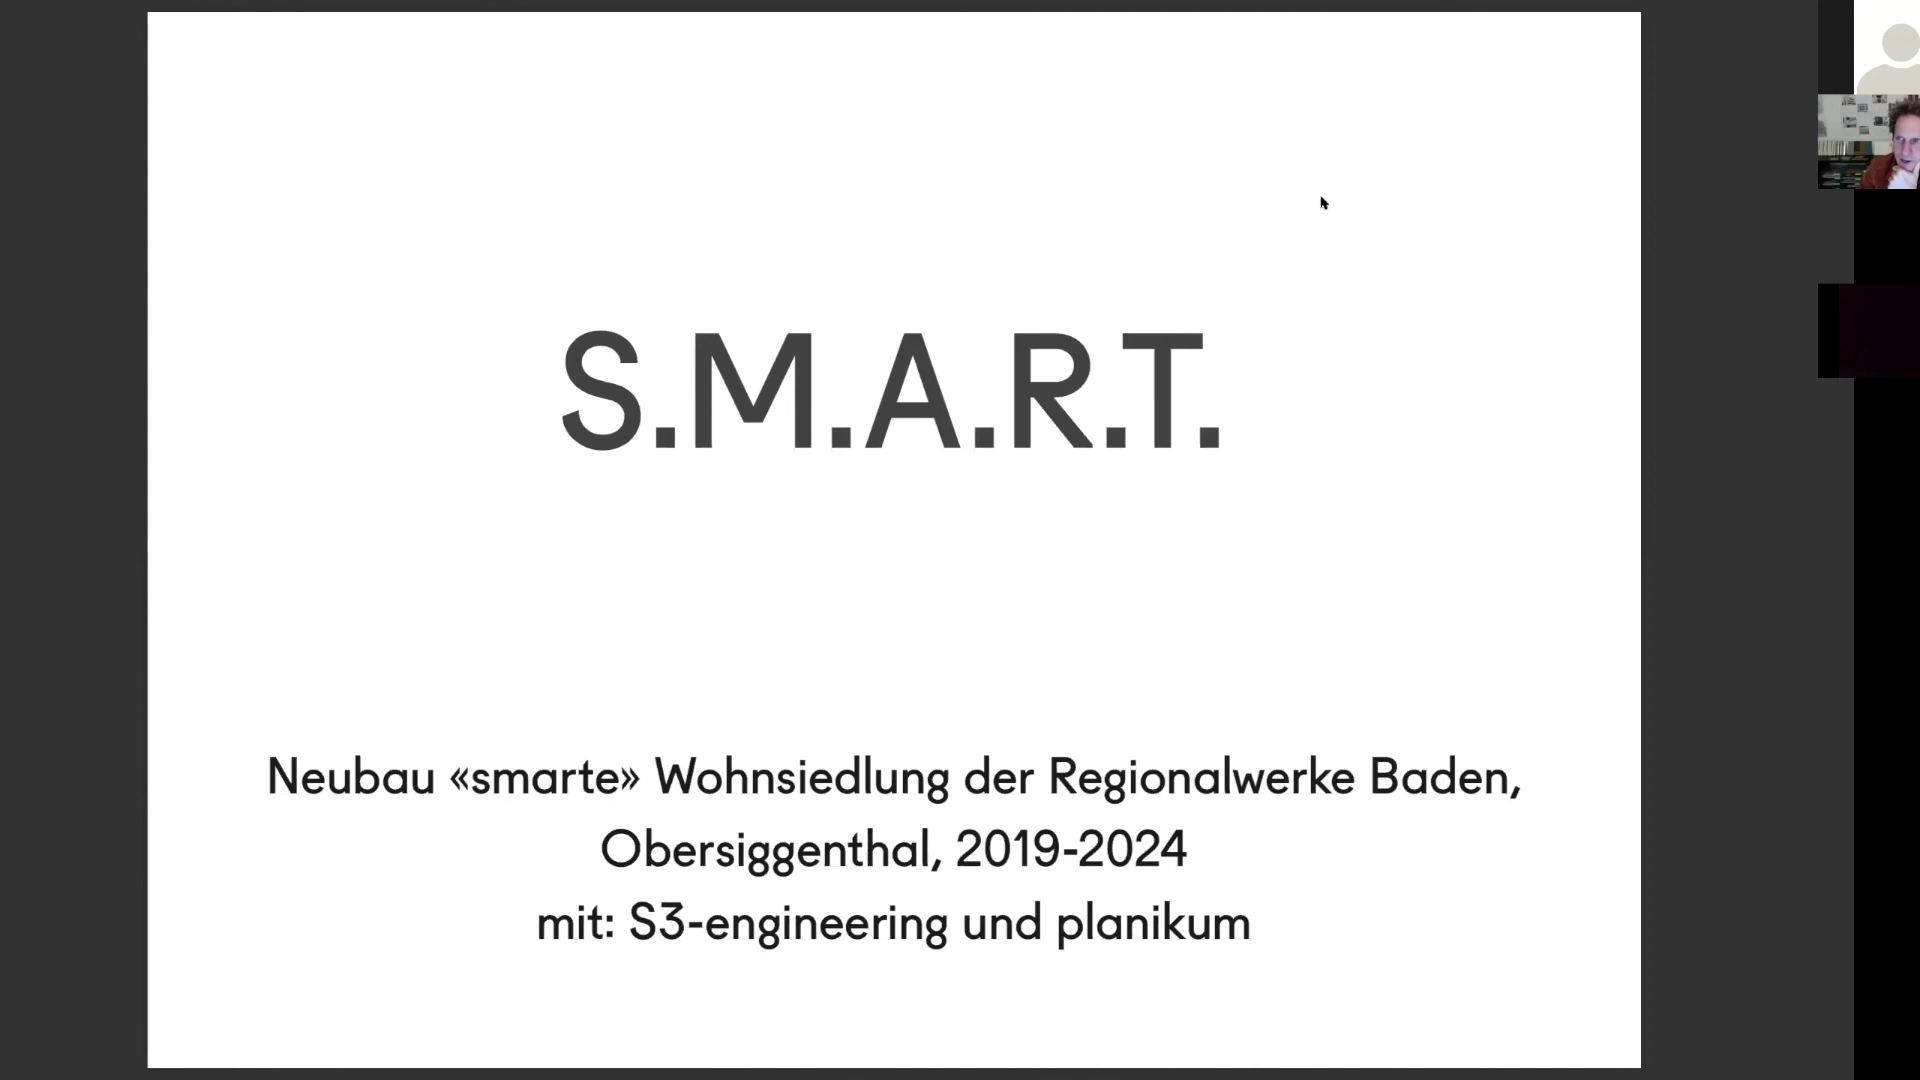 S.M.A.R.T.
Neubau «smarte» Wohnsiedlung der Regionalwerke Baden,
Obersiggenthal, 2019-2024
mit: S3-engineering und planikum